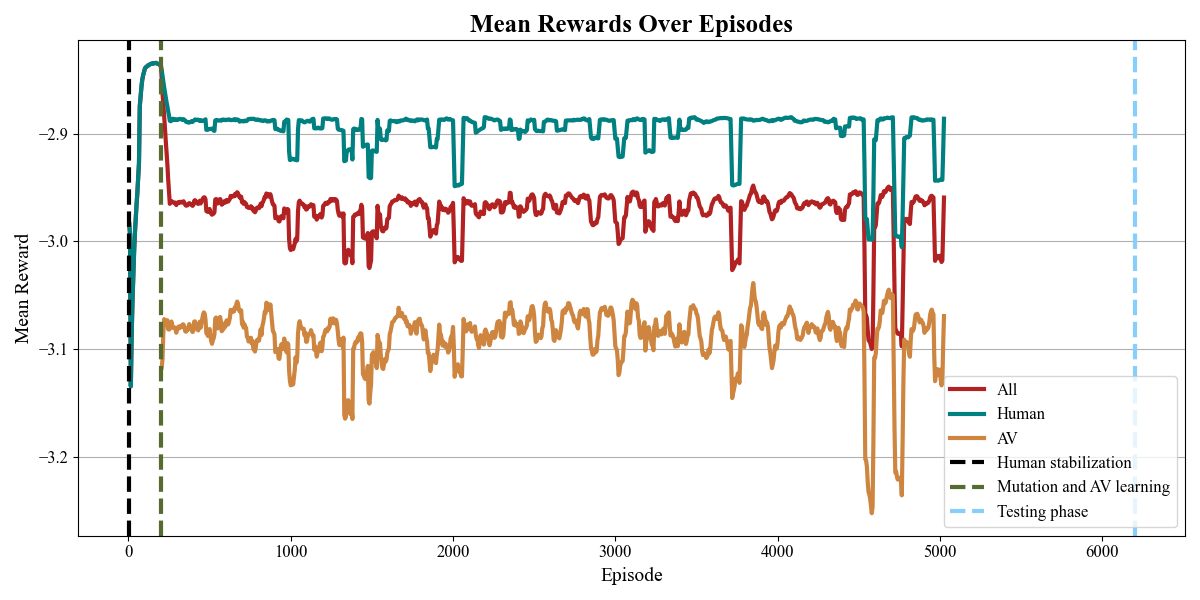 Mean Rewards Over Episodes
Mean Reward
−2.9
−3.0
−3.1
−3.2
All
Human
AV
Human stabilization
Mutation and AV learning
Testing phase
0 1000 2000 3000 4000 5000 6000
Episode